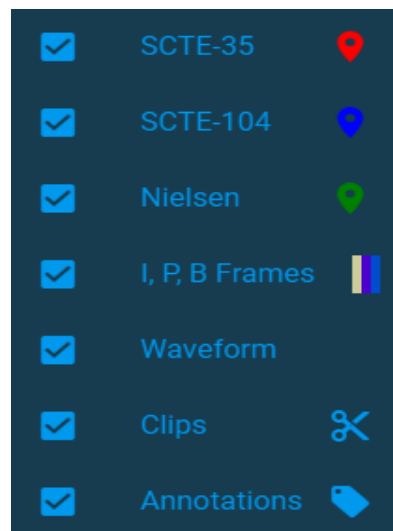 SCTE-35
SCTE-104
Nielsen
I, P, B Frames
Waveform
Clips
Annotations